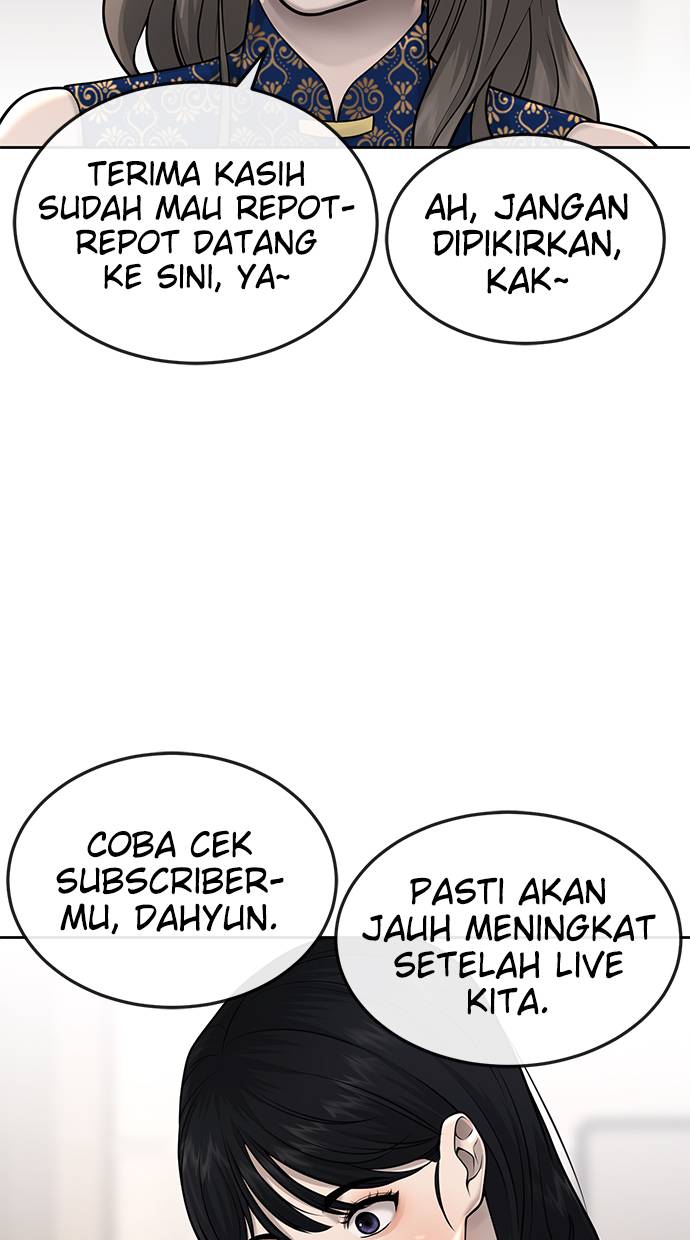 TERIMA KASIH
SUDAH MAU REPOT-
REPOT DATANG
KE SINI, YA~
AH, JANGAN
DIPIKIRKAN,
KAK~
COBA CEK
SUBSCRIBER-
MU, DAHYUN.
PASTI AKAN
JAUH MENINGKAT
SETELAH LIVE
KITA.